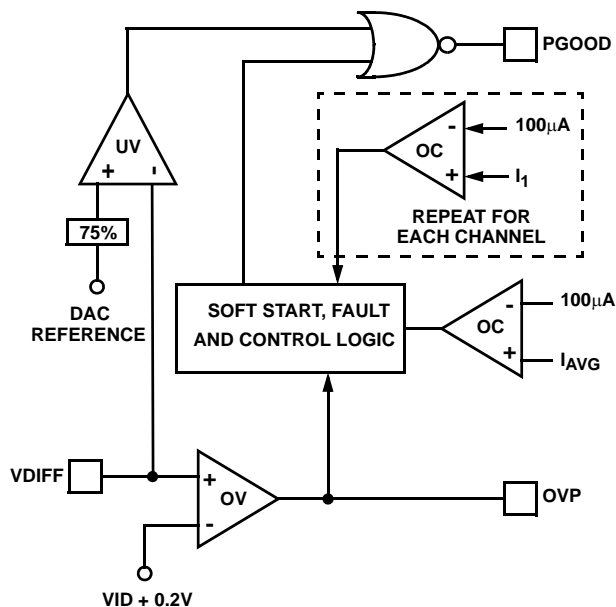 PGOOD
UV
+ -
75%
DAC
REFERENCE
-
OC
+
100μA
I1
REPEAT FOR
EACH CHANNEL
SOFT START, FAULT
AND CONTROL LOGIC
-
OC
+
100μA
IAVG
VDIFF
+
OV
-
OVP
VID + 0.2V